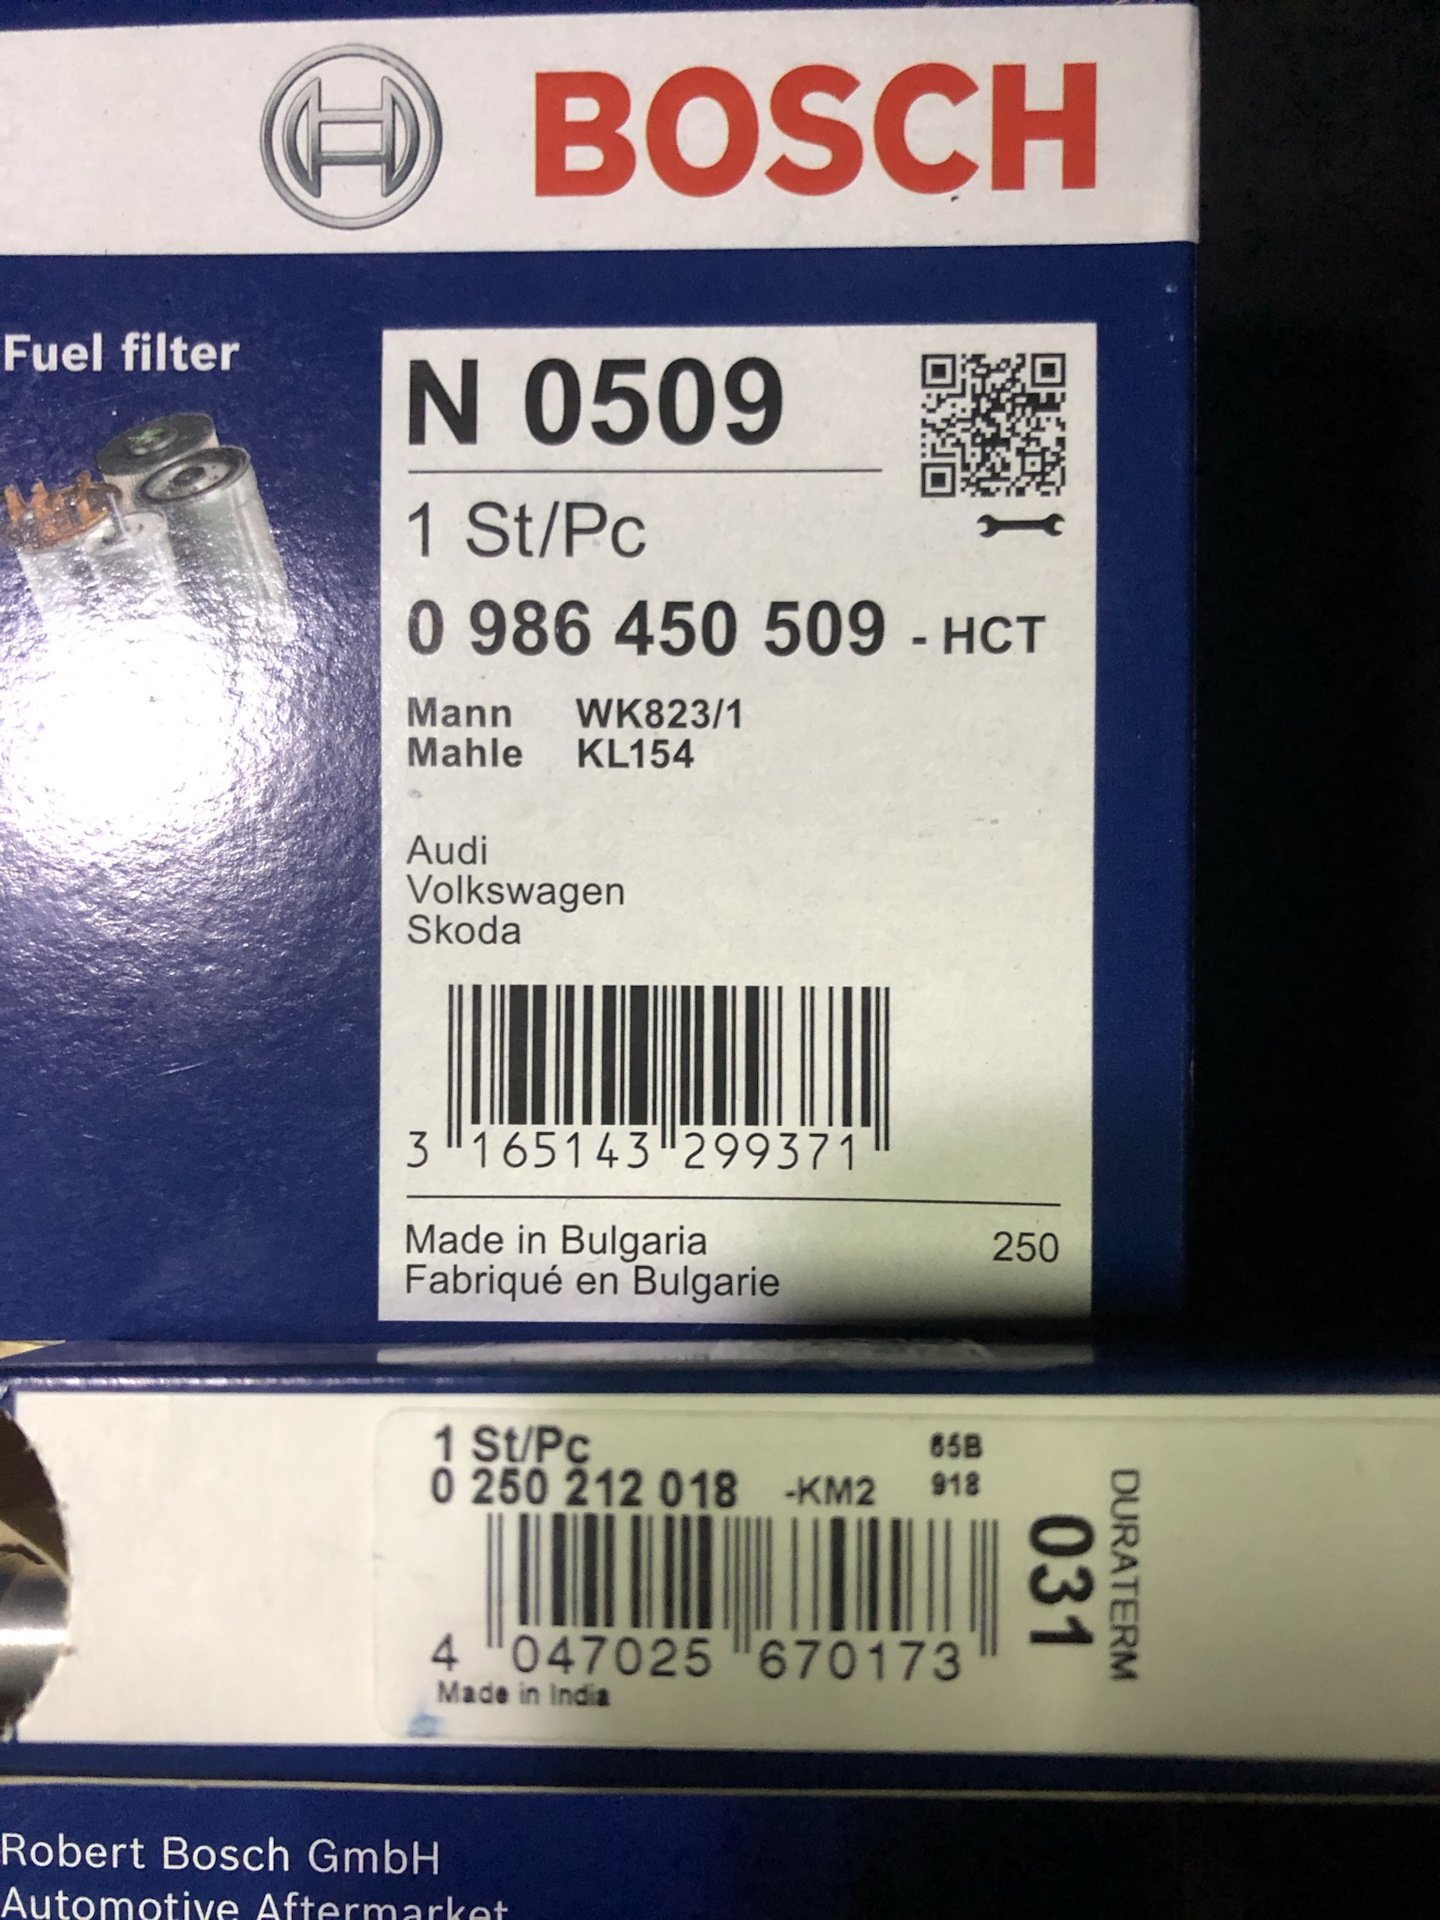 BOSCH
Fuel filter
N 0509
1 St/Pc
0 986 450 509 - HCT
Mann WK823/1
Mahle KL154
Audi
Volkswagen
Skoda
3 165143 299371
Made in Bulgaria 250
Fabriqué en Bulgarie
1 St/Pc 65B
0 250 212 018 -KM2 918
4 047025 670173
Made in India
031
DURATERM
Robert Bosch GmbH
Automotive Aftermarket